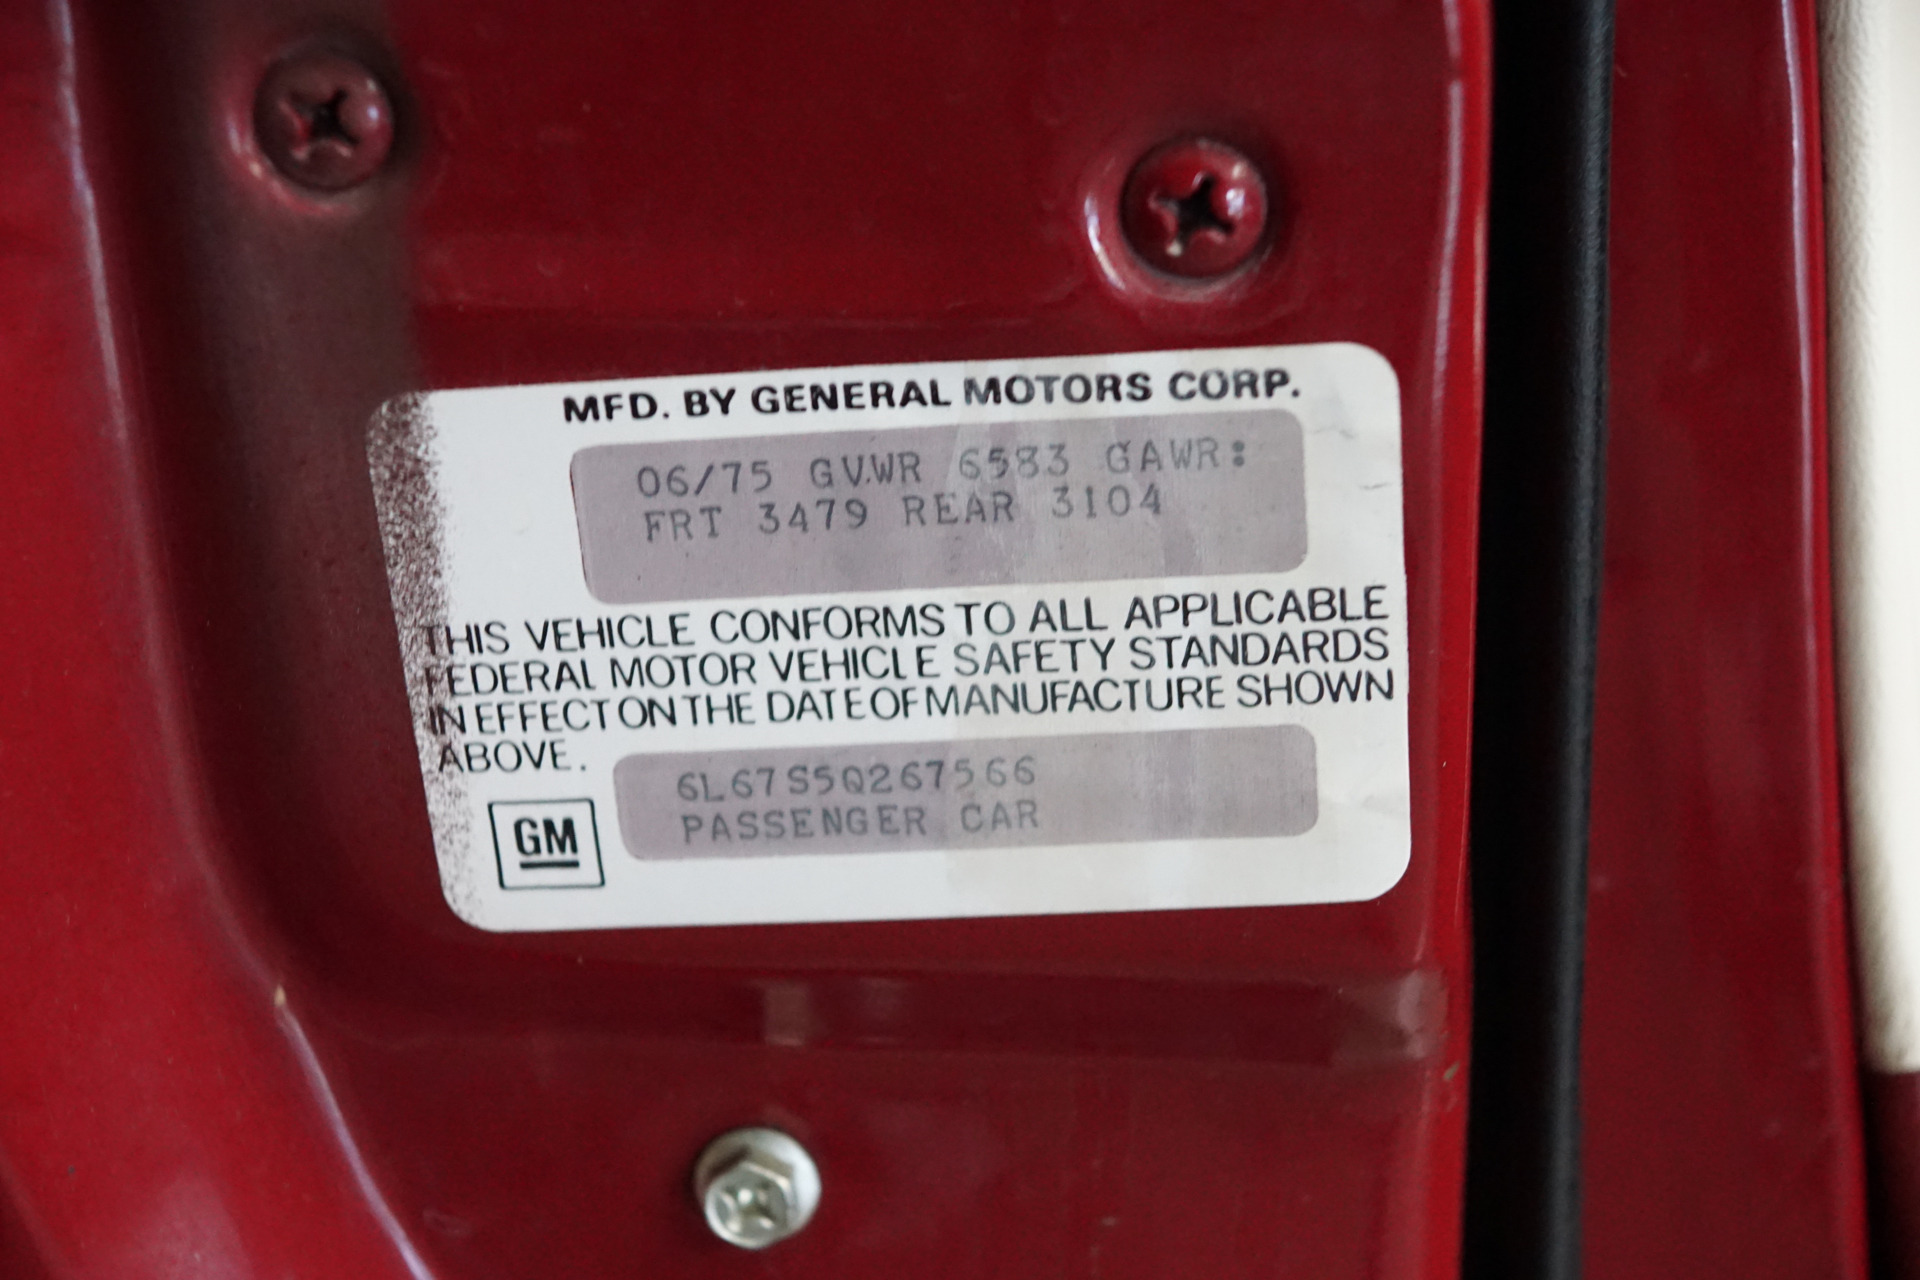 MFD. BY GENERAL MOTORS CORP.
06/75 GVWR 6583 GAWR:
FRT 3479 REAR 3104
THIS VEHICLE CONFORMS TO ALL APPLICABLE
FEDERAL MOTOR VEHICLE SAFETY STANDARDS
IN EFFECT ON THE DATE OF MANUFACTURE SHOWN
ABOVE.
6L67S5Q267566
PASSENGER CAR
GM